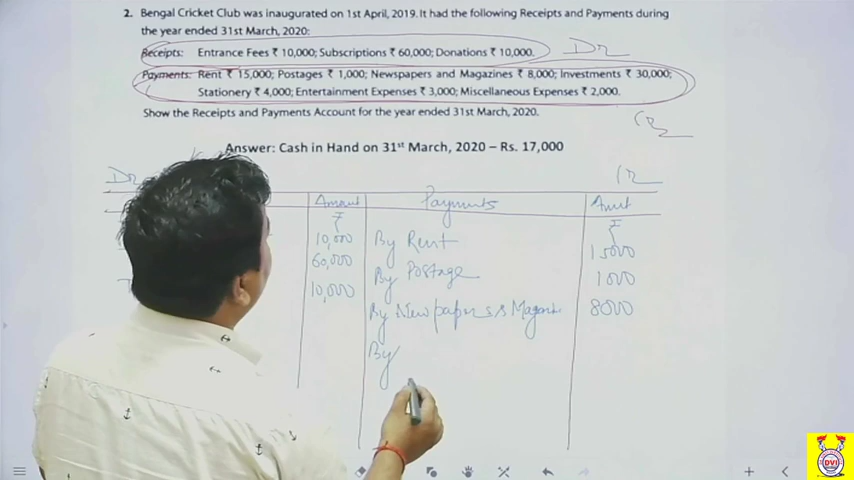 2. Bengal Cricket Club was inaugurated on 1st April, 2019. It had the following Receipts and Payments during
the year ended 31st March, 2020:
Receipts: Entrance Fees ₹ 10,000; Subscriptions ₹ 60,000; Donations ₹ 10,000.
Dr
Payments: Rent ₹ 15,000; Postages ₹ 1,000; Newspapers and Magazines ₹ 8,000; Investments ₹ 30,000;
Stationery ₹ 4,000; Entertainment Expenses ₹ 3,000; Miscellaneous Expenses ₹ 2,000.
Show the Receipts and Payments Account for the year ended 31st March, 2020.
Cr
Answer: Cash in Hand on 31st March, 2020 – Rs. 17,000
Dr Cr
Amount Payments Amt
₹ ₹
10,000 By Rent 15000
60,000 By Postage 1000
10,000 By Newpapers & 8000
By
DVI